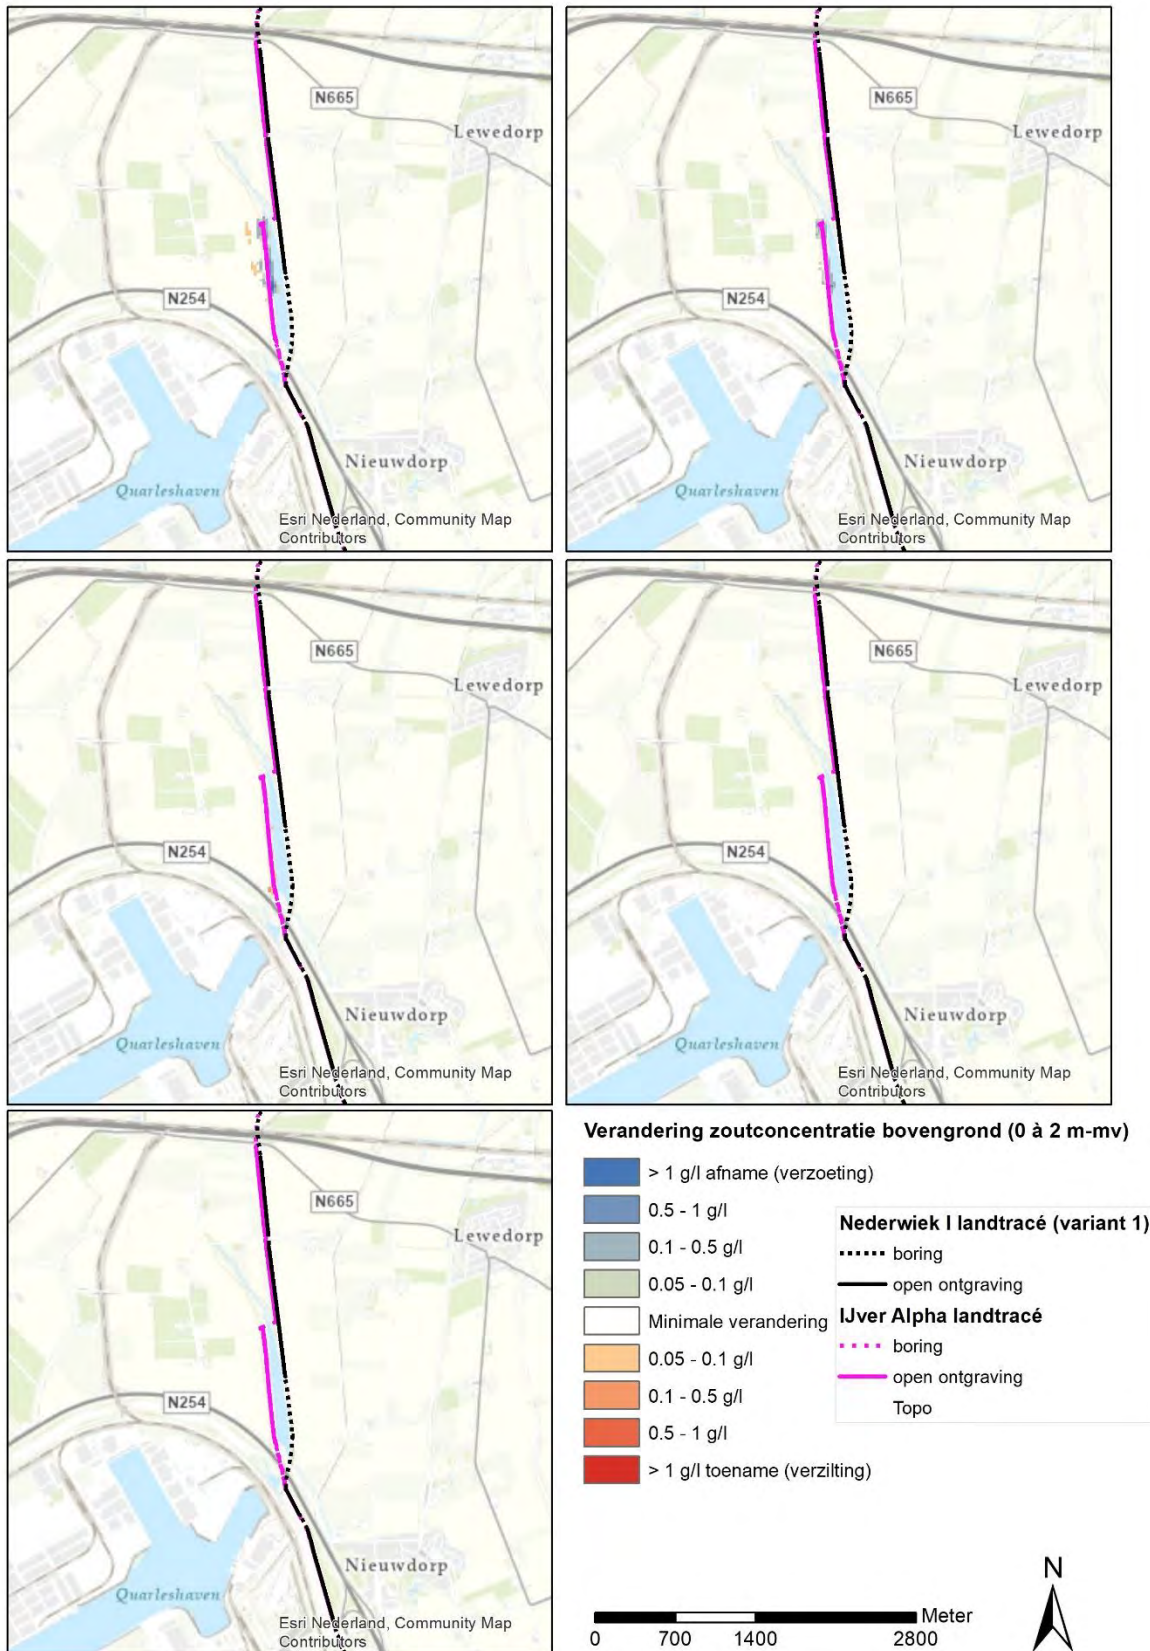 N665
Lewedorp
N254
Nieuwdorp
Quarleshaven
Esri Nederland, Community Map
Contributors
N665
Lewedorp
N254
Nieuwdorp
Quarleshaven
Esri Nederland, Community Map
Contributors
N665
Lewedorp
N254
Nieuwdorp
Quarleshaven
Esri Nederland, Community Map
Contributors
N665
Lewedorp
N254
Nieuwdorp
Quarleshaven
Esri Nederland, Community Map
Contributors
N665
Lewedorp
N254
Nieuwdorp
Quarleshaven
Esri Nederland, Community Map
Contributors
Verandering zoutconcentratie bovengrond (0 à 2 m-mv)
> 1 g/l afname (verzoeting)
0.5 - 1 g/l
0.1 - 0.5 g/l
0.05 - 0.1 g/l
Minimale verandering
0.05 - 0.1 g/l
0.1 - 0.5 g/l
0.5 - 1 g/l
> 1 g/l toename (verzilting)
Nederwiek I landtracé (variant 1)
boring
open ontgraving
IJver Alpha landtracé
boring
open ontgraving
Topo
Meter
0 700 1400 2800
N